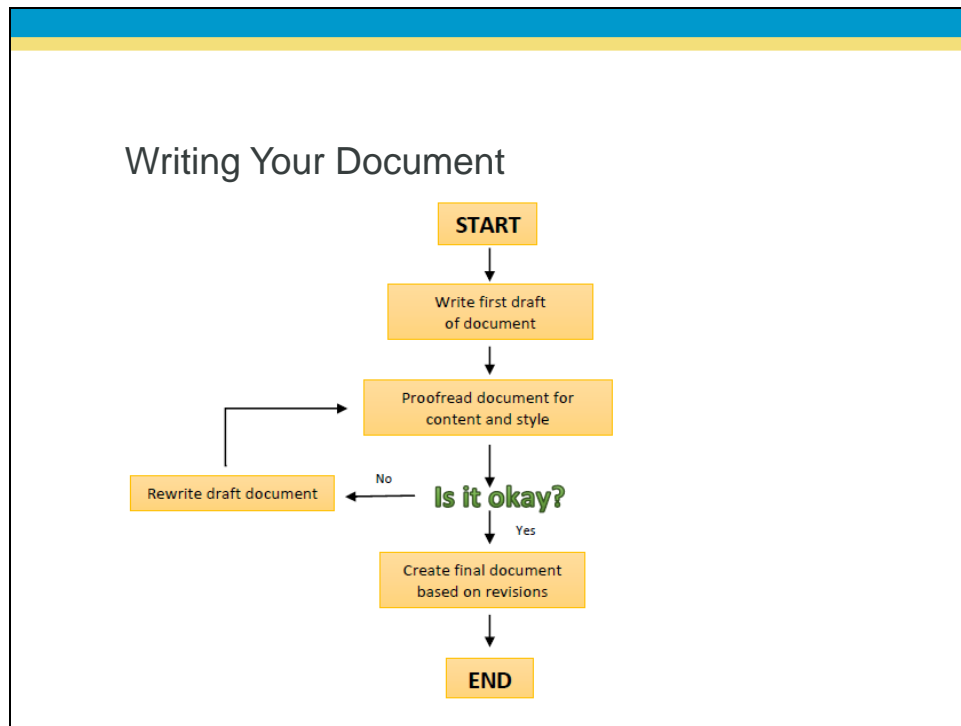 Writing Your Document
START
Write first draft
of document
Proofread document for
content and style
No
Rewrite draft document
Is it okay?
Yes
Create final document
based on revisions
END